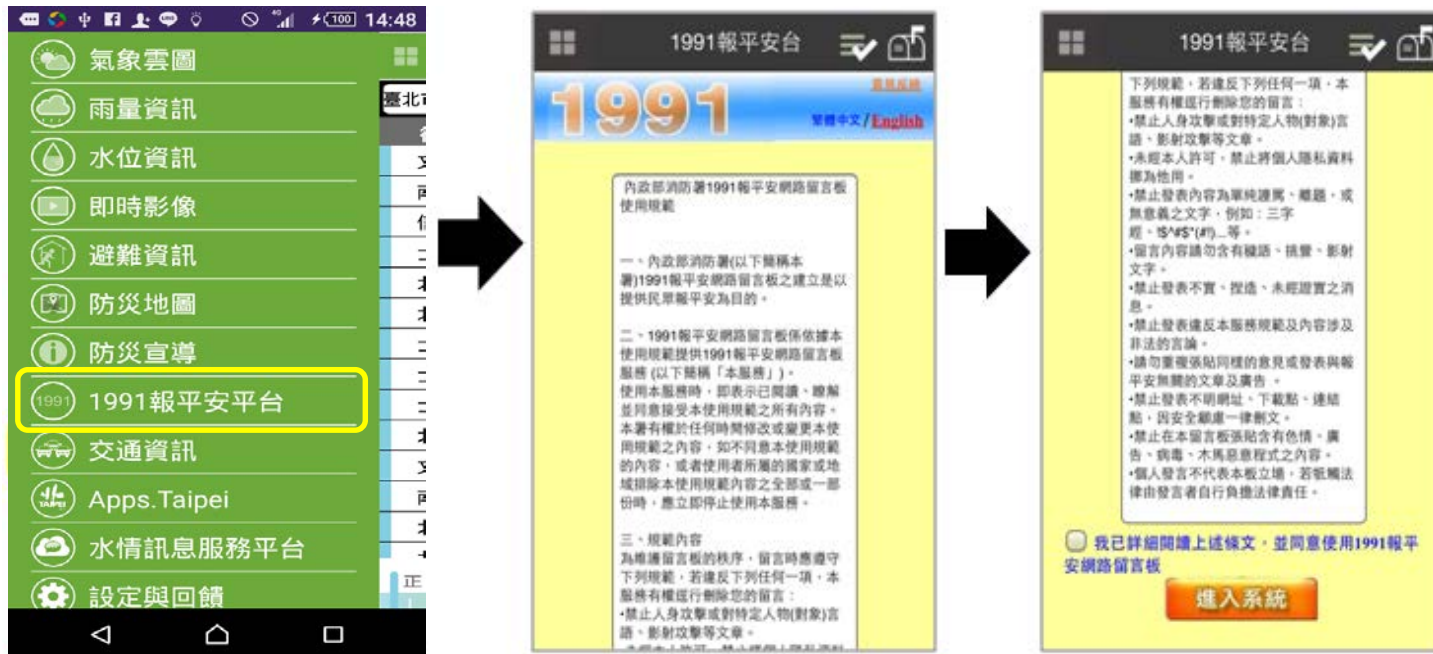 4G
100
14:48
氣象雲圖
雨量資訊
水位資訊
即時影像
避難資訊
防災地圖
防災宣導
1991
1991報平安平台
交通資訊
TAIPEI
Apps.Taipei
水情訊息服務平台
設定與回饋
臺北市
正
1991報平安台
1991
意見反映
繁體中文/English
內政部消防署1991報平安網路留言板
使用規範
一、內政部消防署(以下簡稱本
署)1991報平安網路留言板之建立是以
提供民眾報平安為目的。
二、1991報平安網路留言板係依據本
使用規範提供1991報平安網路留言板
服務 (以下簡稱「本服務」)。
使用本服務時，即表示已閱讀、瞭解
並同意接受本使用規範之所有內容。
本署有權於任何時間修改或變更本使
用規範之內容，如不同意本使用規範
的內容，或者使用者所屬的國家或地
域排除本使用規範內容之全部或一部
份時，應立即停止使用本服務。
三、規範內容
為維護留言板的秩序，留言時應遵守
下列規範，若違反下列任何一項，本
服務有權逕行刪除您的留言：
•禁止人身攻擊或對特定人物(對象)言
語、影射攻擊等文章。
1991報平安台
下列規範，若違反下列任何一項，本
服務有權逕行刪除您的留言：
•禁止人身攻擊或對特定人物(對象)言
語、影射攻擊等文章。
•未經本人許可，禁止將個人隱私資料
挪為他用。
•禁止發表內容為單純謾罵、離題、或
無意義之文字，例如：三字
經、!$^#$"(#!)...等。
•留言內容請勿含有穢語、挑釁、影射
文字。
•禁止發表不實、捏造、未經證實之消
息。
•禁止發表違反本服務規範及內容涉及
非法的言論。
•請勿重複張貼同樣的意見或發表與報
平安無關的文章及廣告 。
•禁止發表不明網址、下載點、連結
點，因安全顧慮一律刪文。
•禁止在本留言板張貼含有色情、廣
告、病毒、木馬惡意程式之內容。
•個人發言不代表本板立場，若牴觸法
律由發言者自行負擔法律責任。
我已詳細閱讀上述條文，並同意使用1991報平
安網路留言板
進入系統